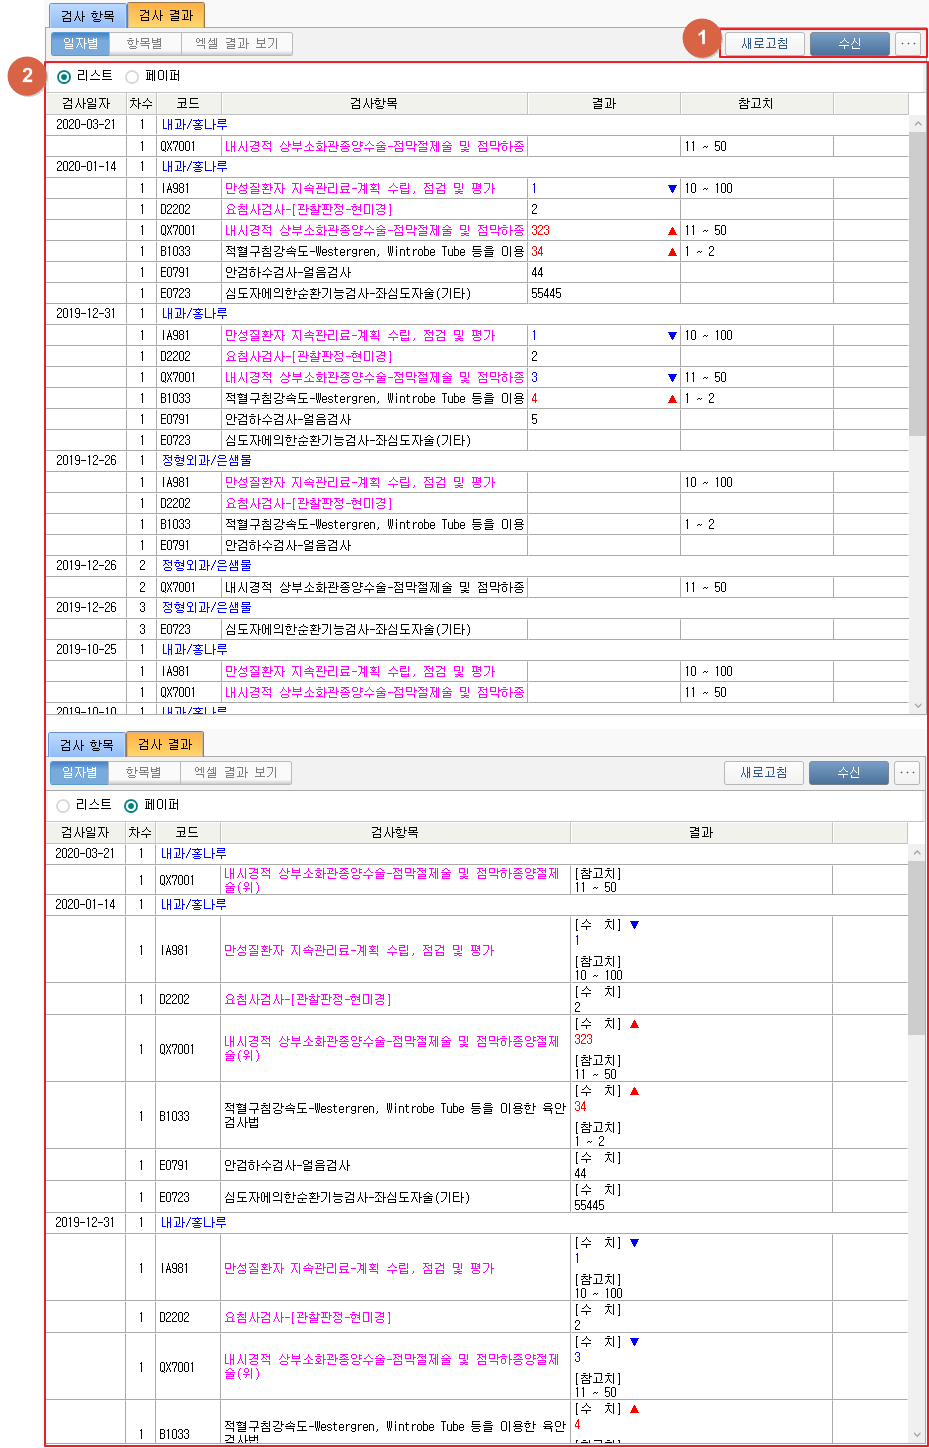 검사 항목 검사 결과
1
일자별 항목별 엑셀 결과 보기 새로고침 수신 ...
2
리스트 페이퍼
검사일자 차수 코드 검사항목 결과 참고치
2020-03-21 1 내과/홍나루
1 QX7001 내시경적 상부소화관종양수술-점막절제술 및 점막하종 11 ~ 50
2020-01-14 1 내과/홍나루
1 IA981 만성질환자 지속관리료-계획 수립, 점검 및 평가 1 ▼ 10 ~ 100
1 D2202 요침사검사-[관찰판정-현미경] 2
1 QX7001 내시경적 상부소화관종양수술-점막절제술 및 점막하종 323 ▲ 11 ~ 50
1 B1033 적혈구침강속도-Westergren, Wintrobe Tube 등을 이용 34 ▲ 1 ~ 2
1 E0791 안검하수검사-얼음검사 44
1 E0723 심도자에의한순환기능검사-좌심도자술(기타) 55445
2019-12-31 1 내과/홍나루
1 IA981 만성질환자 지속관리료-계획 수립, 점검 및 평가 1 ▼ 10 ~ 100
1 D2202 요침사검사-[관찰판정-현미경] 2
1 QX7001 내시경적 상부소화관종양수술-점막절제술 및 점막하종 3 ▼ 11 ~ 50
1 B1033 적혈구침강속도-Westergren, Wintrobe Tube 등을 이용 4 ▲ 1 ~ 2
1 E0791 안검하수검사-얼음검사 5
1 E0723 심도자에의한순환기능검사-좌심도자술(기타)
2019-12-26 1 정형외과/은샘물
1 IA981 만성질환자 지속관리료-계획 수립, 점검 및 평가 10 ~ 100
1 D2202 요침사검사-[관찰판정-현미경]
1 B1033 적혈구침강속도-Westergren, Wintrobe Tube 등을 이용 1 ~ 2
1 E0791 안검하수검사-얼음검사
2019-12-26 2 정형외과/은샘물
2 QX7001 내시경적 상부소화관종양수술-점막절제술 및 점막하종 11 ~ 50
2019-12-26 3 정형외과/은샘물
3 E0723 심도자에의한순환기능검사-좌심도자술(기타)
2019-10-25 1 내과/홍나루
1 IA981 만성질환자 지속관리료-계획 수립, 점검 및 평가 10 ~ 100
1 QX7001 내시경적 상부소화관종양수술-점막절제술 및 점막하종 11 ~ 50
2019-10-10 1 내과/홍나루
검사 항목 검사 결과
일자별 항목별 엑셀 결과 보기 새로고침 수신 ...
리스트 페이퍼
검사일자 차수 코드 검사항목 결과
2020-03-21 1 내과/홍나루
1 QX7001 내시경적 상부소화관종양수술-점막절제술 및 점막하종양절제 [참고치]
술(위) 11 ~ 50
2020-01-14 1 내과/홍나루
[수 치] ▼
1
1 IA981 만성질환자 지속관리료-계획 수립, 점검 및 평가
[참고치]
10 ~ 100
1 D2202 요침사검사-[관찰판정-현미경] [수 치]
2
[수 치] ▲
323
1 QX7001 내시경적 상부소화관종양수술-점막절제술 및 점막하종양절제
술(위)
[참고치]
11 ~ 50
[수 치] ▲
34
1 B1033 적혈구침강속도-Westergren, Wintrobe Tube 등을 이용한 육안
검사법
[참고치]
1 ~ 2
1 E0791 안검하수검사-얼음검사 [수 치]
44
1 E0723 심도자에의한순환기능검사-좌심도자술(기타) [수 치]
55445
2019-12-31 1 내과/홍나루
[수 치] ▼
1
1 IA981 만성질환자 지속관리료-계획 수립, 점검 및 평가
[참고치]
10 ~ 100
1 D2202 요침사검사-[관찰판정-현미경] [수 치]
2
[수 치] ▼
3
1 QX7001 내시경적 상부소화관종양수술-점막절제술 및 점막하종양절제
술(위)
[참고치]
11 ~ 50
[수 치] ▲
4
1 B1033 적혈구침강속도-Westergren, Wintrobe Tube 등을 이용한 육안
검사법
[참고치]